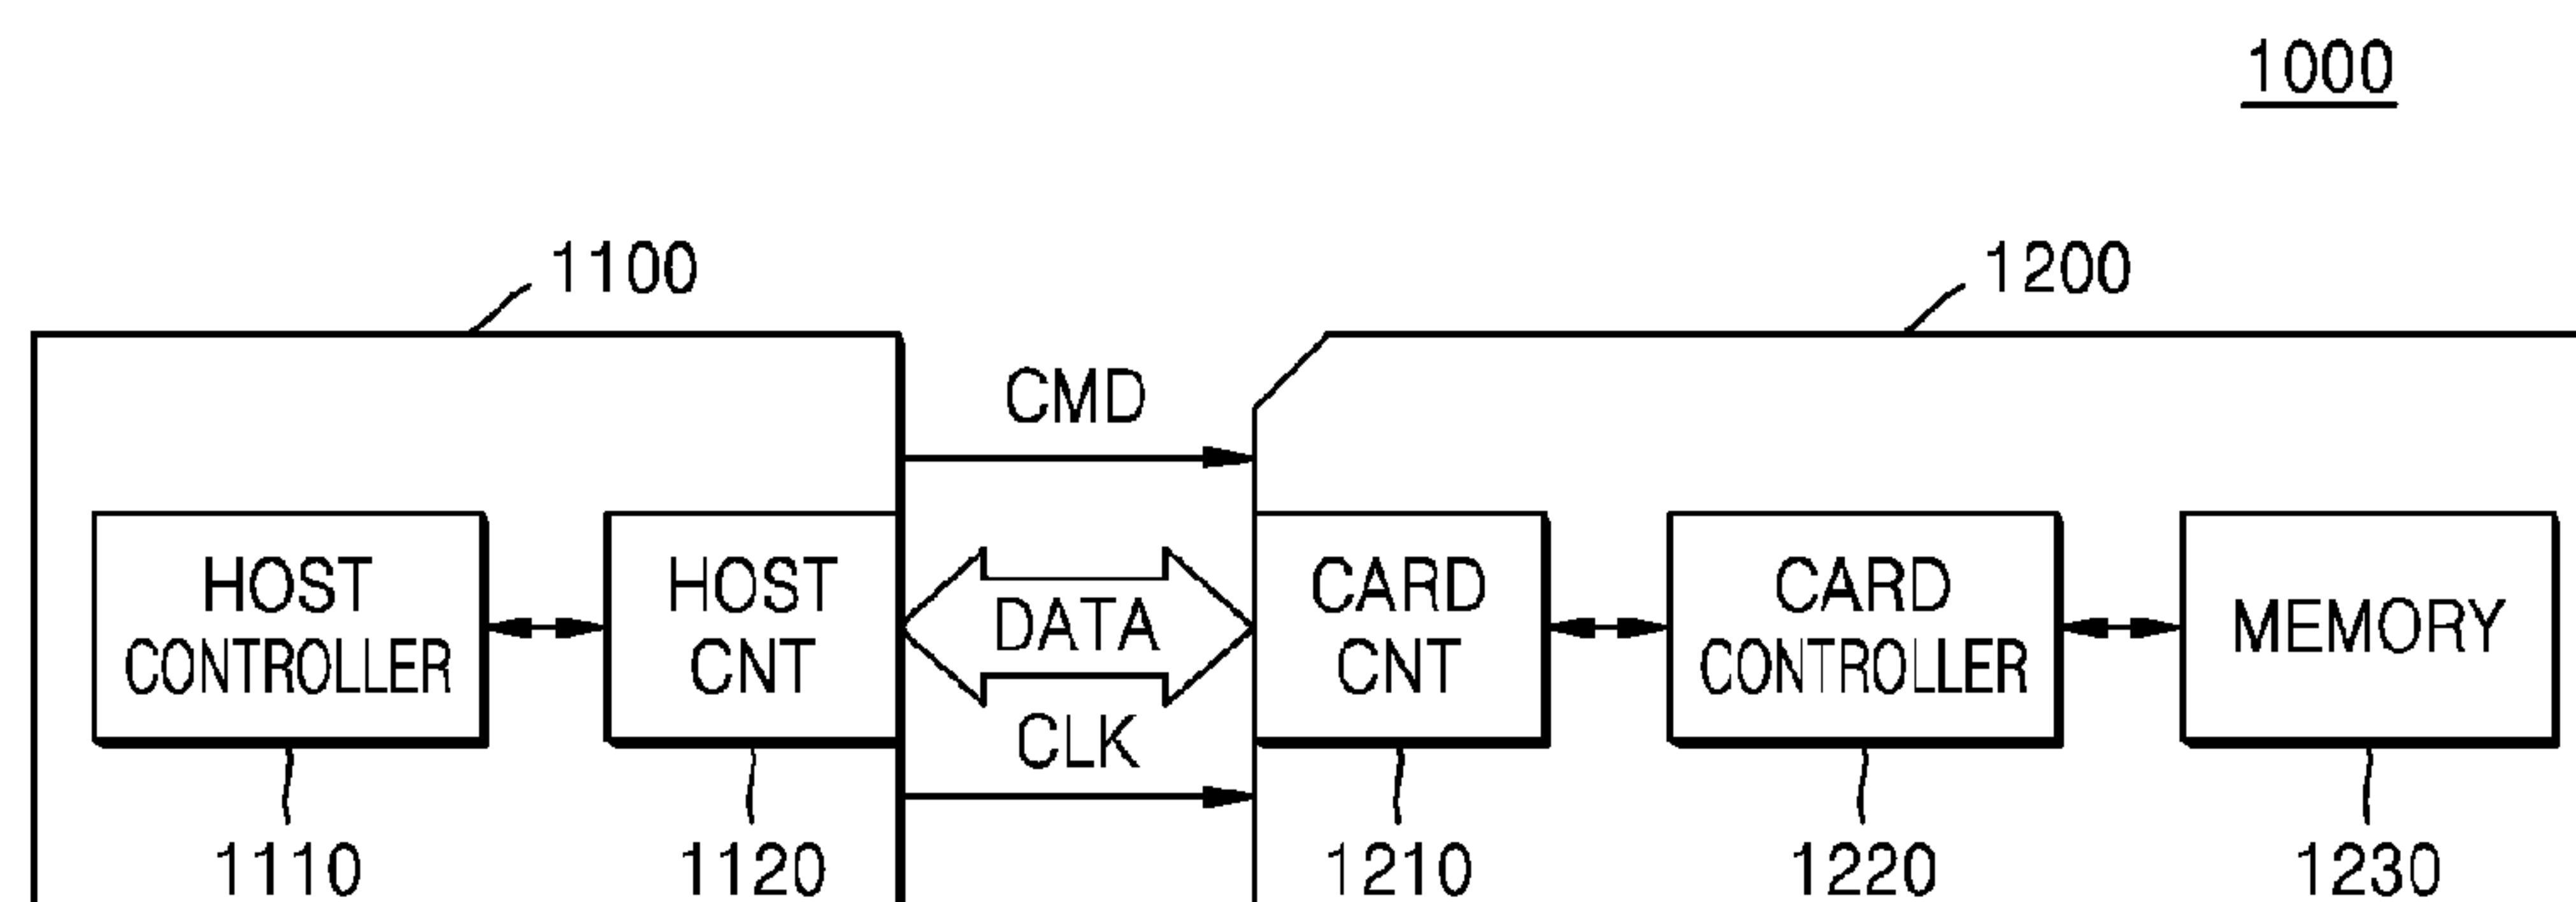 1000
1100
1200
CMD
HOST
CONTROLLER
HOST
CNT
DATA
CARD
CNT
CARD
CONTROLLER
MEMORY
CLK
1110
1120
1210
1220
1230